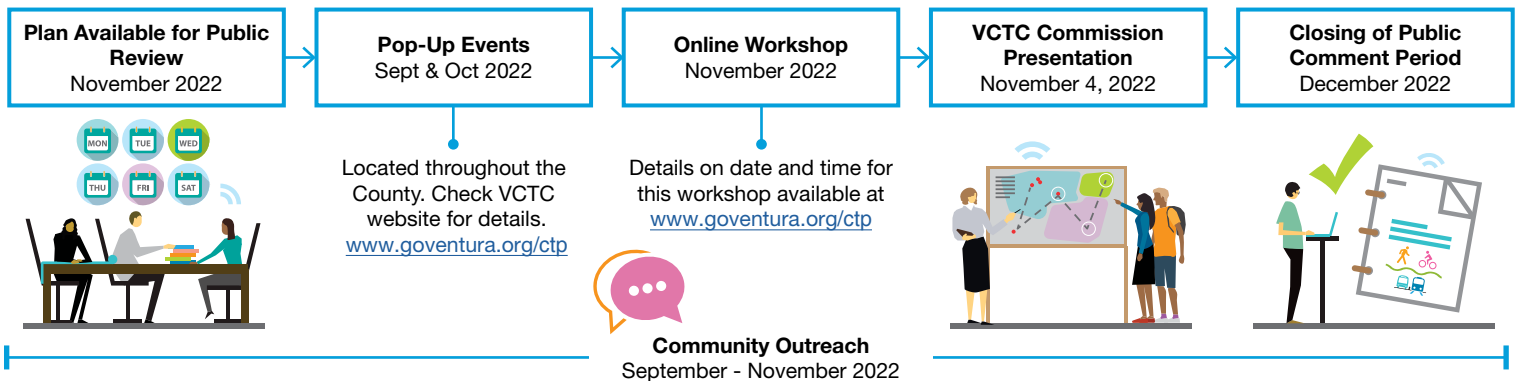 Plan Available for Public
Review
November 2022
Pop-Up Events
Sept & Oct 2022
Online Workshop
November 2022
VCTC Commission
Presentation
November 4, 2022
Closing of Public
Comment Period
December 2022
MON
TUE
WED
THU
FRI
SAT
Located throughout the
County. Check VCTC
website for details.
www.goventura.org/ctp
Details on date and time for
this workshop available at
www.goventura.org/ctp
Community Outreach
September - November 2022